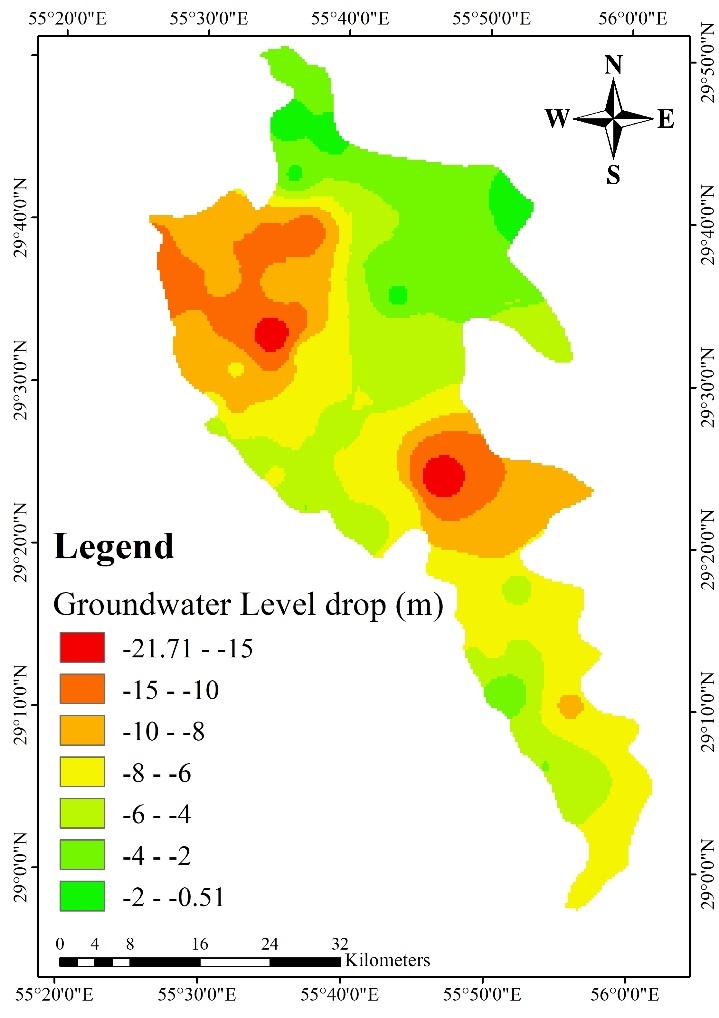 55°20'0"E 55°30'0"E 55°40'0"E 55°50'0"E 56°0'0"E
29°50'0"N
N
W E
S
29°40'0"N 29°40'0"N
29°30'0"N 29°30'0"N
29°20'0"N 29°20'0"N
Legend
Groundwater Level drop (m)
-21.71 - -15
-15 - -10
-10 - -8
-8 - -6
-6 - -4
-4 - -2
-2 - -0.51
29°10'0"N 29°10'0"N
29°0'0"N 29°0'0"N
0 4 8 16 24 32
Kilometers
55°20'0"E 55°30'0"E 55°40'0"E 55°50'0"E 56°0'0"E